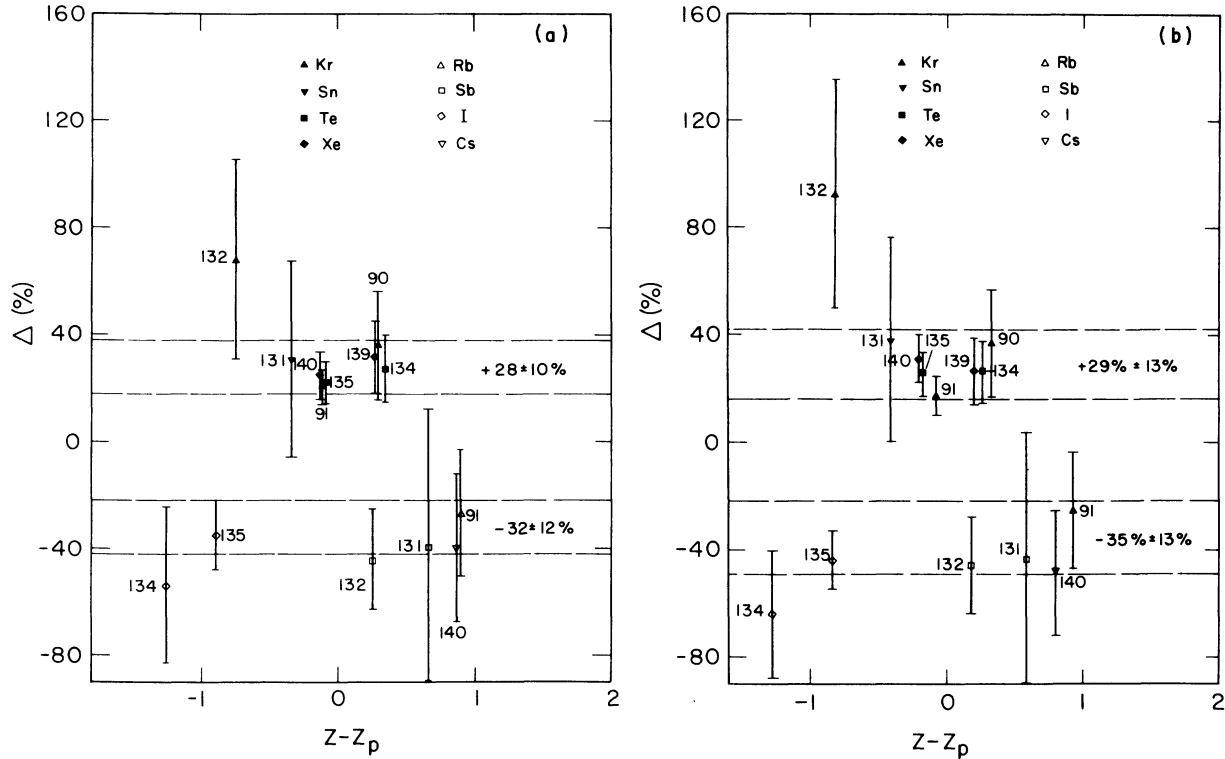 (a)
160
120
80
40
0
-40
-80
Δ (%)
▲ Kr
▼ Sn
■ Te
◆ Xe
△ Rb
□ Sb
◇ I
▽ Cs
132
131
140
91
135
90
139
134
+28±10%
135
134
132
131
91
140
-32±12%
-1
0
1
2
Z-Zp
(b)
160
120
80
40
0
-40
-80
Δ (%)
▲ Kr
▼ Sn
■ Te
◆ Xe
△ Rb
□ Sb
◇ I
▽ Cs
132
131
140
135
91
139
134
90
+29%±13%
135
134
132
131
91
140
-35%±13%
-1
0
1
2
Z-Zp